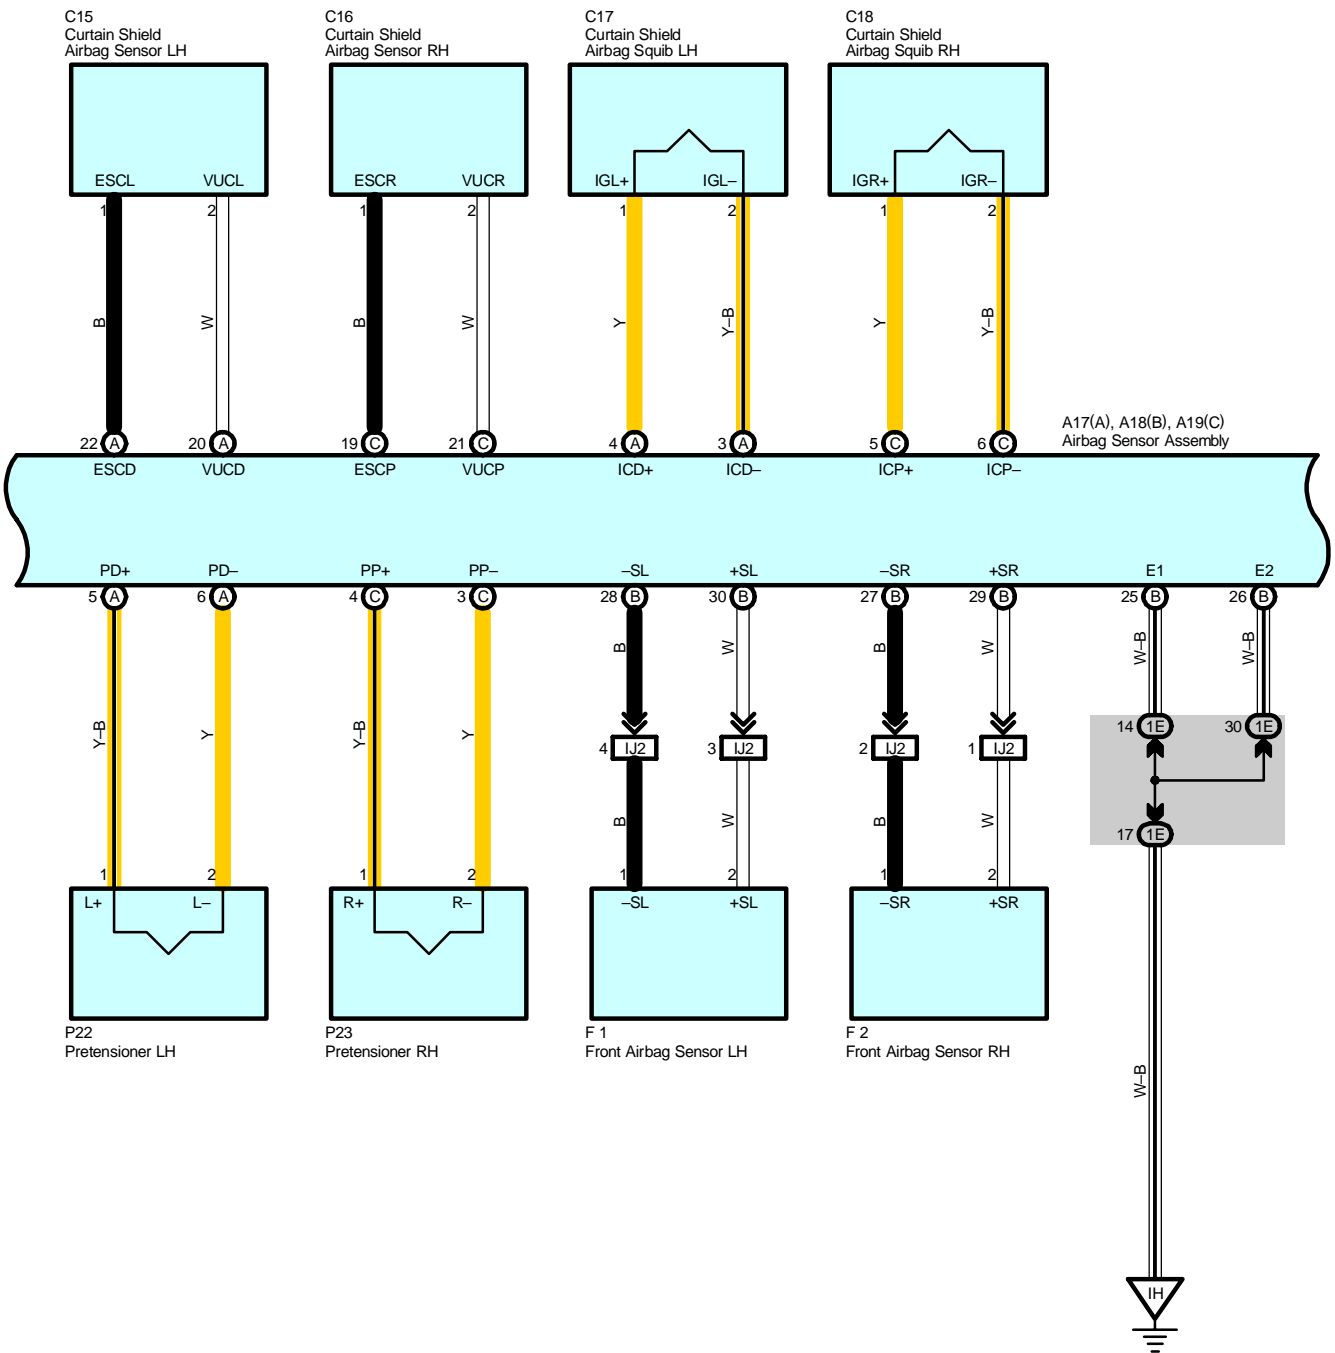 C15
Curtain Shield
Airbag Sensor LH
C16
Curtain Shield
Airbag Sensor RH
C17
Curtain Shield
Airbag Squib LH
C18
Curtain Shield
Airbag Squib RH
ESCL VUCL ESCR VUCR IGL+ IGL– IGR+ IGR–
1 2 1 2 1 2 1 2
B W B W Y Y–B Y Y–B
A17(A), A18(B), A19(C)
Airbag Sensor Assembly
22 A 20 A 19 C 21 C 4 A 3 A 5 C 6 C
ESCD VUCD ESCP VUCP ICD+ ICD– ICP+ ICP–
PD+ PD– PP+ PP– –SL +SL –SR +SR E1 E2
5 A 6 A 4 C 3 C 28 B 30 B 27 B 29 B 25 B 26 B
B W B W W–B W–B
Y–B Y Y–B Y
14 1E 30 1E
4 IJ2 3 IJ2 2 IJ2 1 IJ2
B W B W
17 1E
1 2 1 2 1 2 1 2
L+ L– R+ R– –SL +SL –SR +SR
P22
Pretensioner LH
P23
Pretensioner RH
F 1
Front Airbag Sensor LH
F 2
Front Airbag Sensor RH
W–B
IH